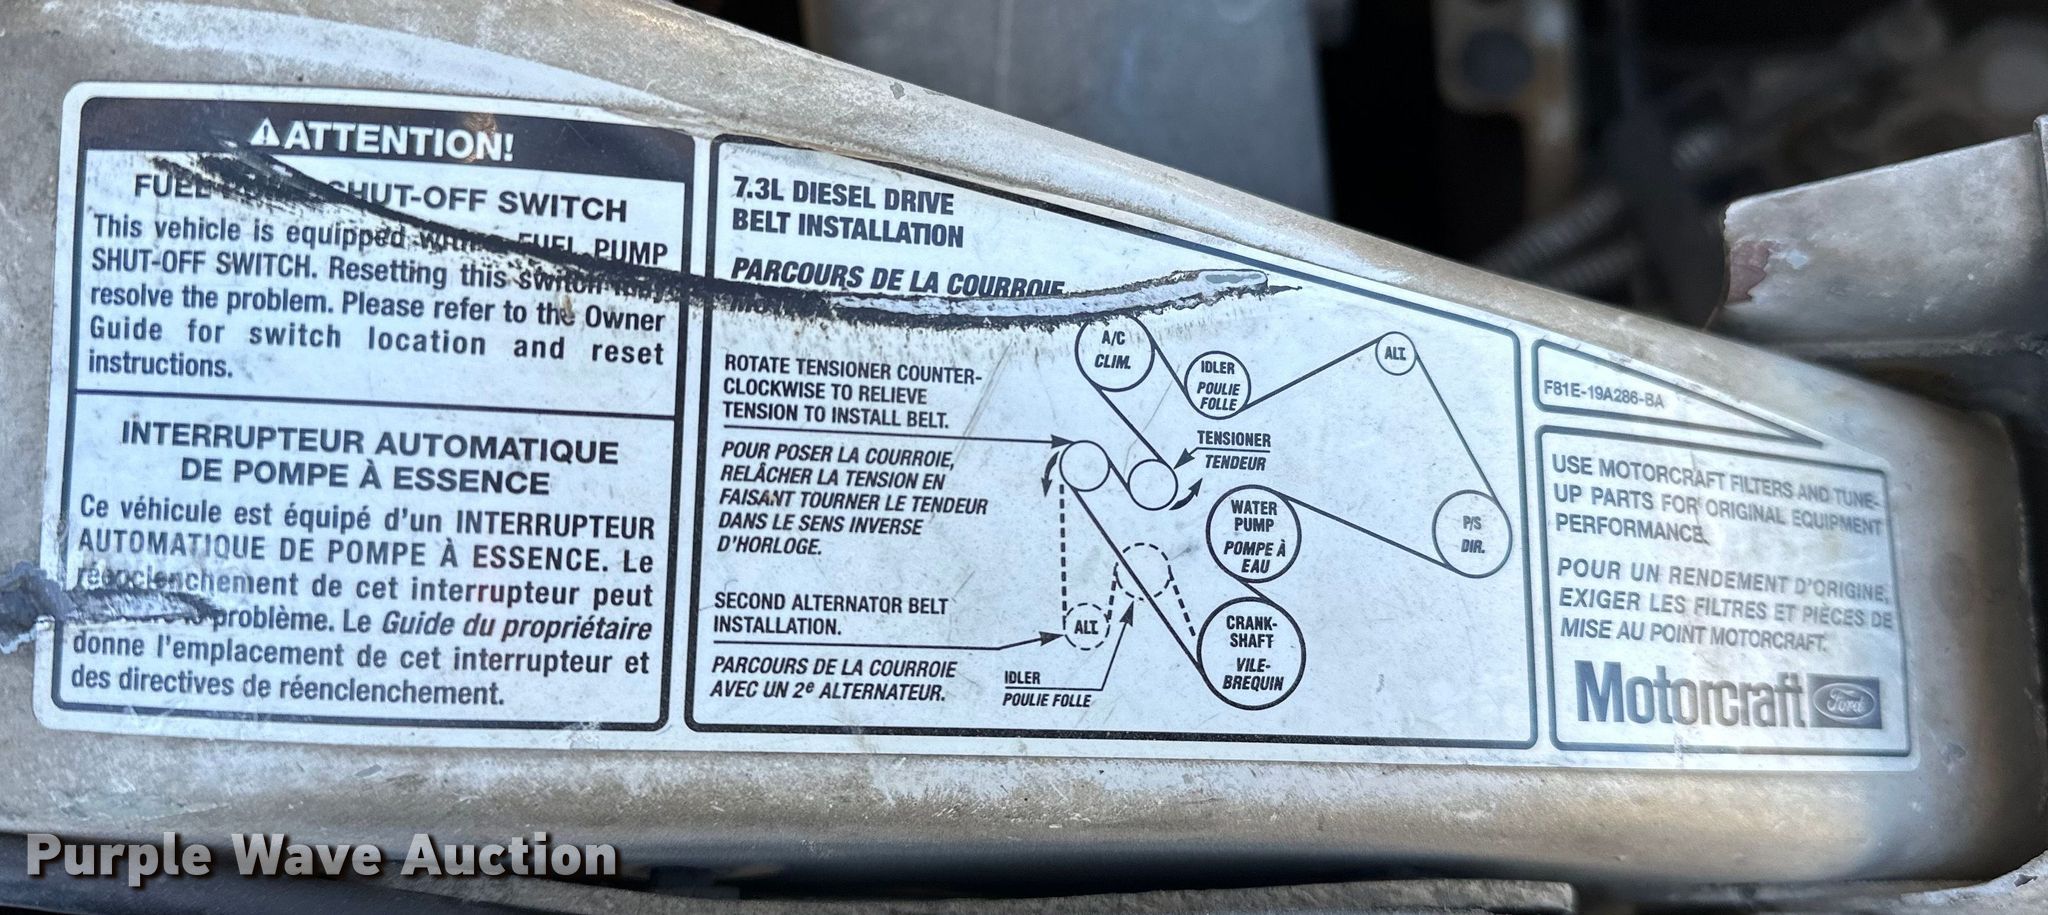 ATTENTION!
FUEL SHUT-OFF SWITCH
This vehicle is equipped with a FUEL PUMP
SHUT-OFF SWITCH. Resetting this switch may
resolve the problem. Please refer to the Owner
Guide for switch location and reset
instructions.
INTERRUPTEUR AUTOMATIQUE
DE POMPE À ESSENCE
Ce véhicule est équipé d'un INTERRUPTEUR
AUTOMATIQUE DE POMPE À ESSENCE. Le
réenclenchement de cet interrupteur peut
problème. Le Guide du propriétaire
donne l'emplacement de cet interrupteur et
des directives de réenclenchement.
7.3L DIESEL DRIVE
BELT INSTALLATION
PARCOURS DE LA COURROIE
ROTATE TENSIONER COUNTER-
CLOCKWISE TO RELIEVE
TENSION TO INSTALL BELT.
POUR POSER LA COURROIE,
RELÂCHER LA TENSION EN
FAISANT TOURNER LE TENDEUR
DANS LE SENS INVERSE
D'HORLOGE.
SECOND ALTERNATOR BELT
INSTALLATION.
PARCOURS DE LA COURROIE
AVEC UN 2e ALTERNATEUR.
A/C
CLIM.
IDLER
POULIE
FOLLE
ALT.
TENSIONER
TENDEUR
WATER
PUMP
POMPE À
EAU
P/S
DIR.
ALT.
IDLER
POULIE FOLLE
CRANK-
SHAFT
VILE-
BREQUIN
F81E-19A286-BA
USE MOTORCRAFT FILTERS AND TUNE-
UP PARTS FOR ORIGINAL EQUIPMENT
PERFORMANCE.
POUR UN RENDEMENT D'ORIGINE,
EXIGER LES FILTRES ET PIÈCES DE
MISE AU POINT MOTORCRAFT.
Motorcraft Ford
Purple Wave Auction